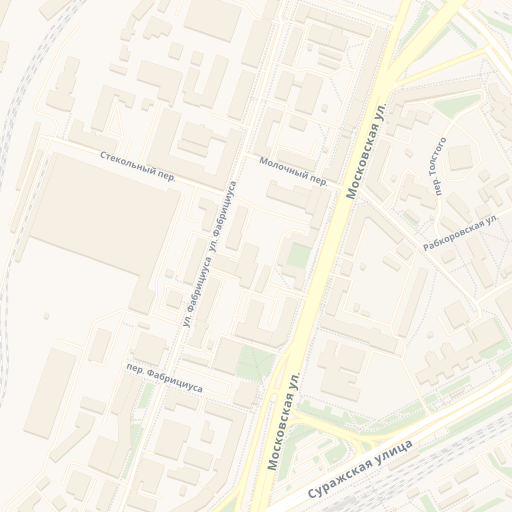 Московская ул.
пер. Толстого
Стекольный пер.
Молочный пер.
ул. Фабрициуса
Рабкоровская ул.
ул. Фабрициуса
пер. Фабрициуса
Московская ул.
Суражская улица